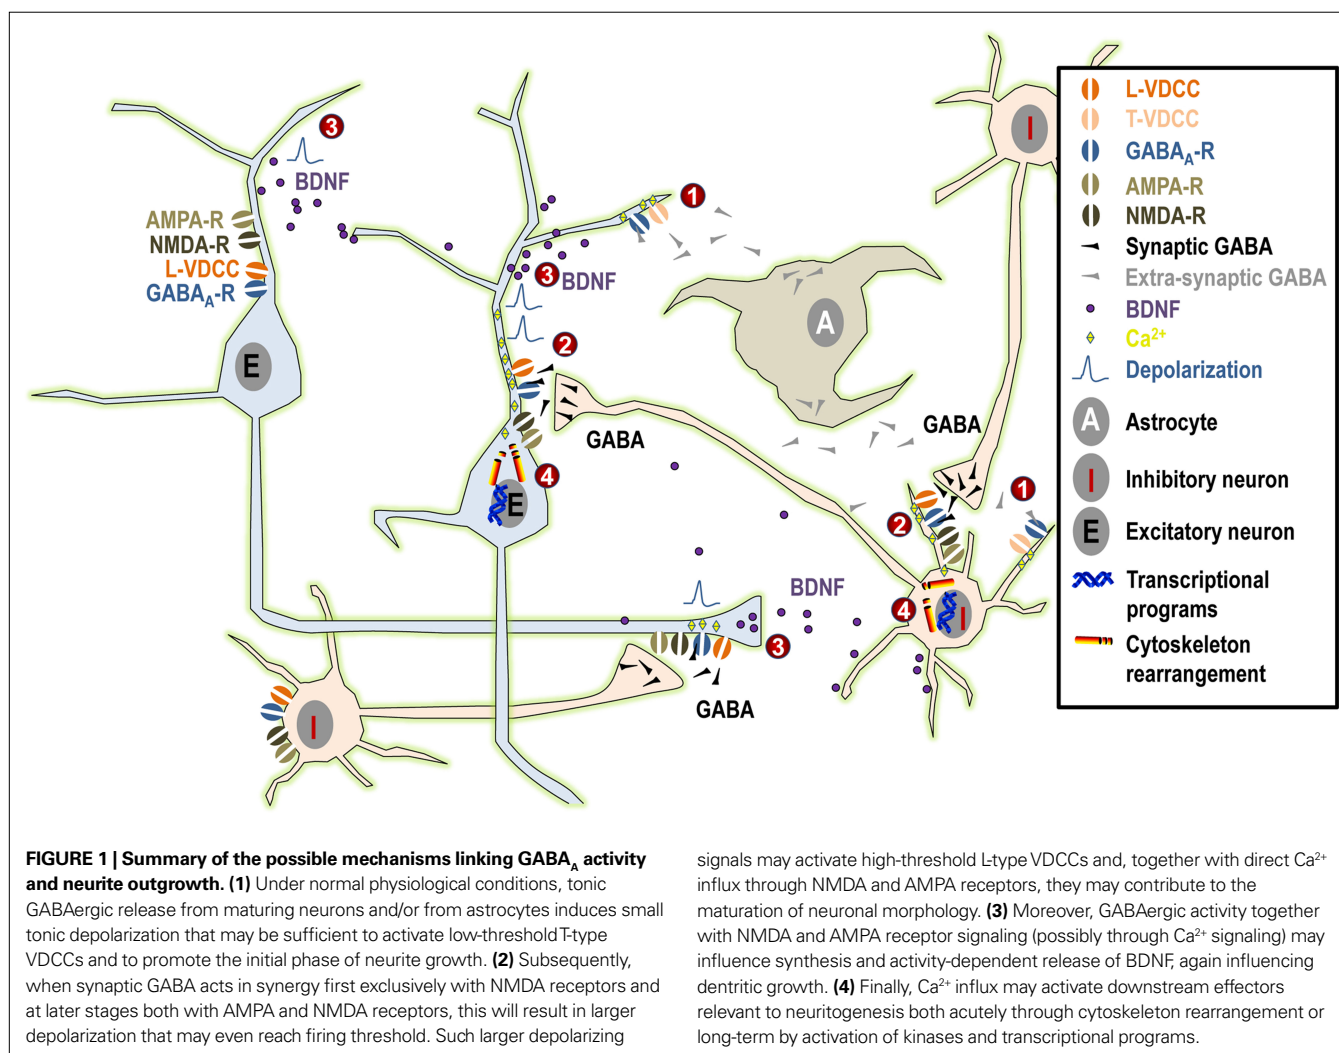 3
BDNF
AMPA-R
NMDA-R
L-VDCC
GABAA-R
E
1
3
BDNF
2
GABA
4
E
A
I
GABA
1
2
4
I
BDNF
3
GABA
I
L-VDCC
T-VDCC
GABAA-R
AMPA-R
NMDA-R
Synaptic GABA
Extra-synaptic GABA
BDNF
Ca2+
Depolarization
A
Astrocyte
I
Inhibitory neuron
E
Excitatory neuron
Transcriptional
programs
Cytoskeleton
rearrangement
FIGURE 1 | Summary of the possible mechanisms linking GABAA activity
and neurite outgrowth. (1) Under normal physiological conditions, tonic
GABAergic release from maturing neurons and/or from astrocytes induces small
tonic depolarization that may be sufficient to activate low-threshold T-type
VDCCs and to promote the initial phase of neurite growth. (2) Subsequently,
when synaptic GABA acts in synergy first exclusively with NMDA receptors and
at later stages both with AMPA and NMDA receptors, this will result in larger
depolarization that may even reach firing threshold. Such larger depolarizing
signals may activate high-threshold L-type VDCCs and, together with direct Ca2+
influx through NMDA and AMPA receptors, they may contribute to the
maturation of neuronal morphology. (3) Moreover, GABAergic activity together
with NMDA and AMPA receptor signaling (possibly through Ca2+ signaling) may
influence synthesis and activity-dependent release of BDNF, again influencing
dentritic growth. (4) Finally, Ca2+ influx may activate downstream effectors
relevant to neuritogenesis both acutely through cytoskeleton rearrangement or
long-term by activation of kinases and transcriptional programs.